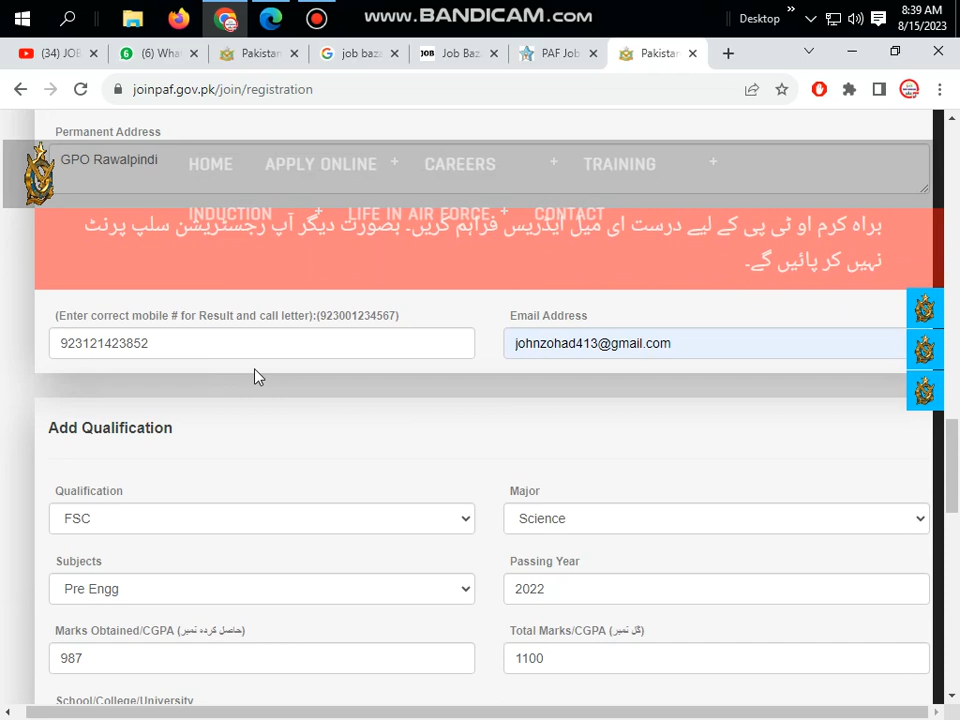 www.BANDICAM.com
Desktop
8:39 AM
8/15/2023
(34) JOB
(6) Wha
Pakistan
job baza
Job Baz
PAF Job
Pakistan
joinpaf.gov.pk/join/registration
Permanent Address
GPO Rawalpindi
HOME APPLY ONLINE + CAREERS + TRAINING +
INDUCTION + LIFE IN AIR FORCE + CONTACT
براہ کرم او ٹی پی کے لیے درست ای میل ایڈریس فراہم کریں۔ بصورت دیگر آپ رجسٹریشن سلپ پرنٹ
نہیں کر پائیں گے۔
(Enter correct mobile # for Result and call letter):(923001234567) Email Address
923121423852 johnzohad413@gmail.com
Add Qualification
Qualification Major
FSC Science
Subjects Passing Year
Pre Engg 2022
Marks Obtained/CGPA (حاصل کردہ نمبر) Total Marks/CGPA (کُل نمبر)
987 1100
School/College/University